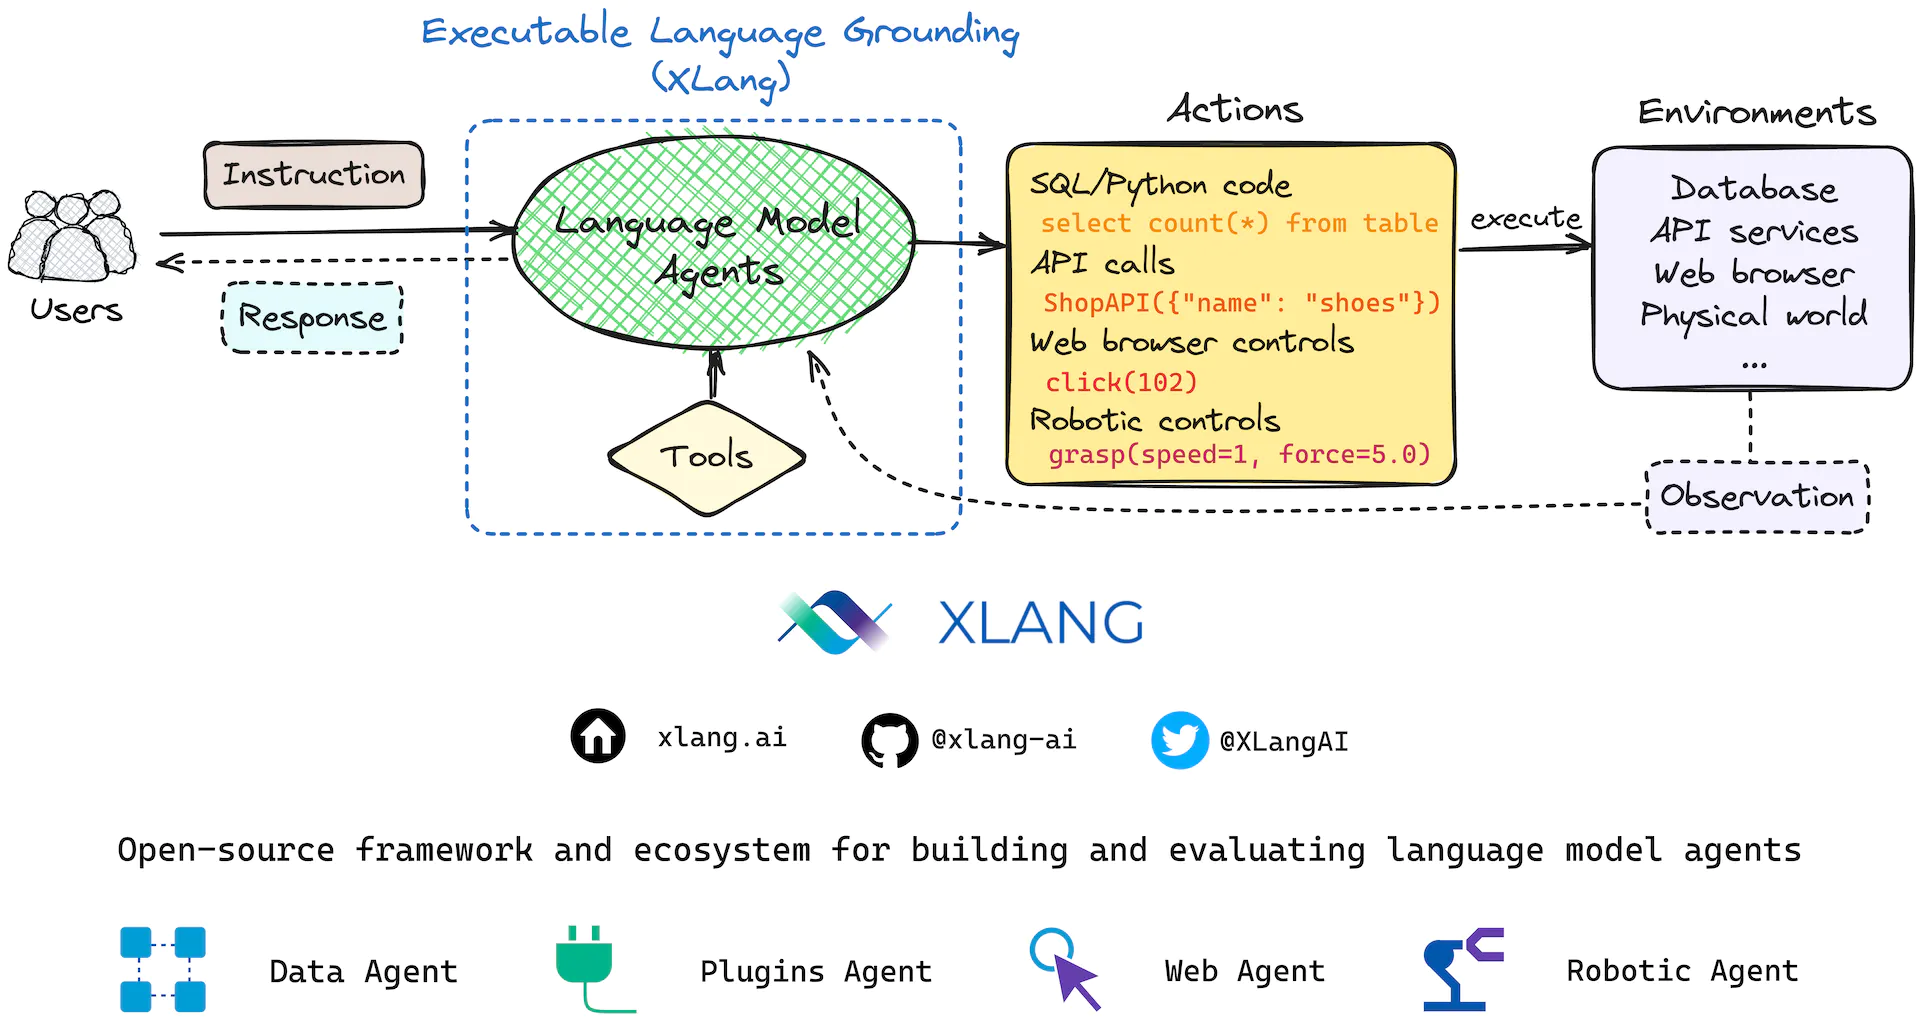 Executable Language Grounding
(XLang)
Actions
Environments
Instruction
Users
Response
Language Model
Agents
Tools
SQL/Python code
select count(*) from table
API calls
ShopAPI({"name": "shoes"})
Web browser controls
click(102)
Robotic controls
grasp(speed=1, force=5.0)
execute
Database
API services
Web browser
Physical world
...
Observation
XLANG
xlang.ai
@xlang-ai
@XLangAI
Open-source framework and ecosystem for building and evaluating language model agents
Data Agent
Plugins Agent
Web Agent
Robotic Agent